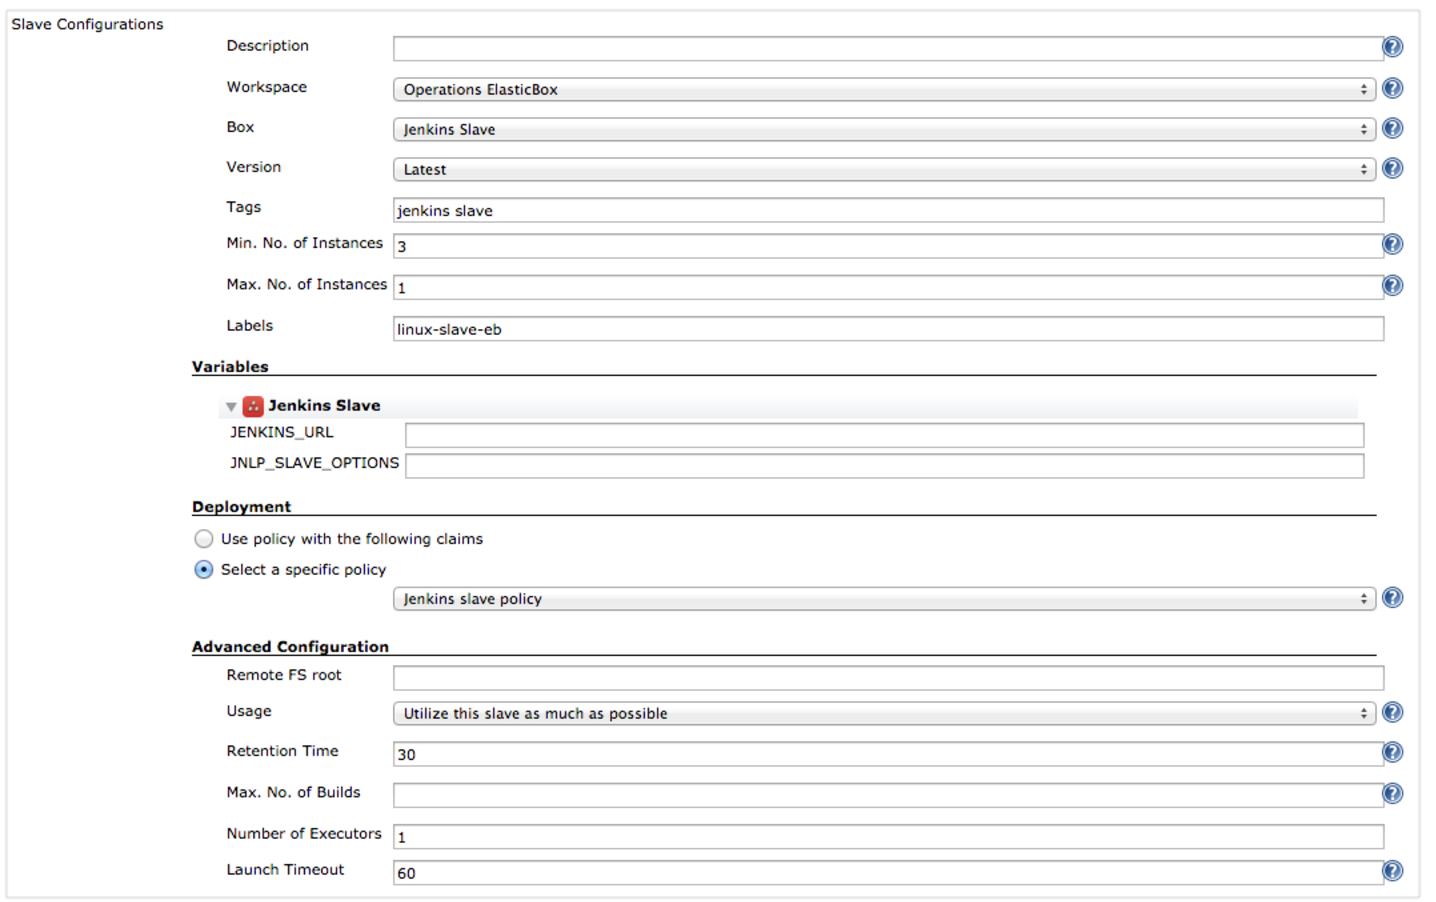 Slave Configurations
Description
Workspace Operations ElasticBox
Box Jenkins Slave
Version Latest
Tags jenkins slave
Min. No. of Instances 3
Max. No. of Instances 1
Labels linux-slave-eb
Variables
Jenkins Slave
JENKINS_URL
JNLP_SLAVE_OPTIONS
Deployment
Use policy with the following claims
Select a specific policy
Jenkins slave policy
Advanced Configuration
Remote FS root
Usage Utilize this slave as much as possible
Retention Time 30
Max. No. of Builds
Number of Executors 1
Launch Timeout 60